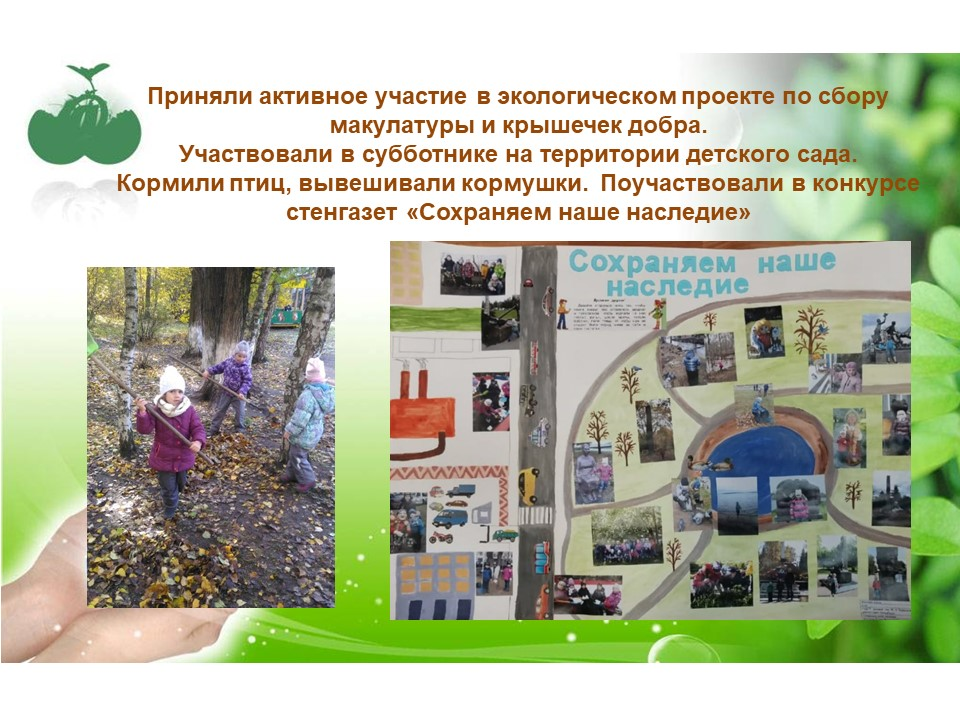 Приняли активное участие в экологическом проекте по сбору
макулатуры и крышечек добра.
Участвовали в субботнике на территории детского сада.
Кормили птиц, вывешивали кормушки. Поучаствовали в конкурсе
стенгазет «Сохраняем наше наследие»
Сохраняем наше
наследие